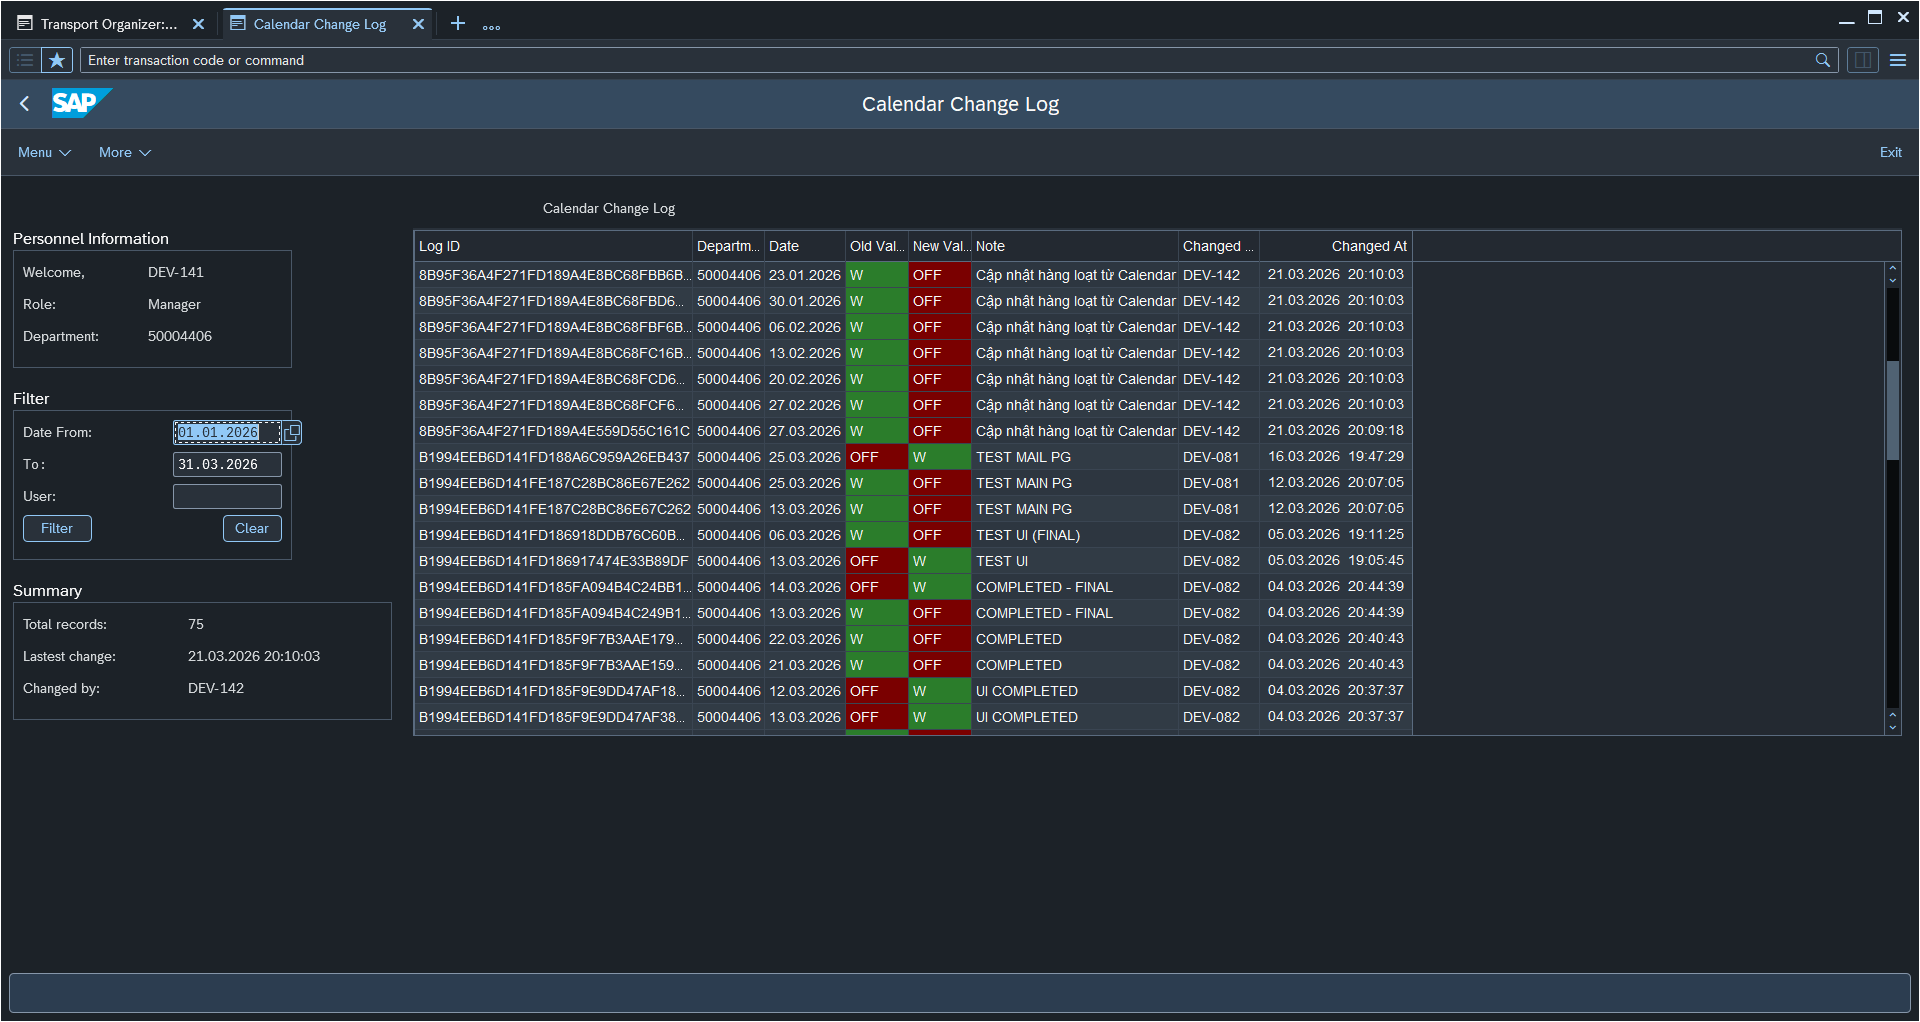 Transport Organizer:...
Calendar Change Log
...
Enter transaction code or command
SAP
Calendar Change Log
Menu
More
Exit
Personnel Information
Welcome, DEV-141
Role: Manager
Department: 50004406
Filter
Date From: 01.01.2026
To: 31.03.2026
User:
Filter Clear
Summary
Total records: 75
Lastest change: 21.03.2026 20:10:03
Changed by: DEV-142
Calendar Change Log
Log ID Departm... Date Old Val... New Val... Note Changed ... Changed At
8B95F36A4F271FD189A4E8BC68FBB6B... 50004406 23.01.2026 W OFF Cập nhật hàng loạt từ Calendar DEV-142 21.03.2026 20:10:03
8B95F36A4F271FD189A4E8BC68FBD6... 50004406 30.01.2026 W OFF Cập nhật hàng loạt từ Calendar DEV-142 21.03.2026 20:10:03
8B95F36A4F271FD189A4E8BC68FBF6B... 50004406 06.02.2026 W OFF Cập nhật hàng loạt từ Calendar DEV-142 21.03.2026 20:10:03
8B95F36A4F271FD189A4E8BC68FC16B... 50004406 13.02.2026 W OFF Cập nhật hàng loạt từ Calendar DEV-142 21.03.2026 20:10:03
8B95F36A4F271FD189A4E8BC68FCD6... 50004406 20.02.2026 W OFF Cập nhật hàng loạt từ Calendar DEV-142 21.03.2026 20:10:03
8B95F36A4F271FD189A4E8BC68FCF6... 50004406 27.02.2026 W OFF Cập nhật hàng loạt từ Calendar DEV-142 21.03.2026 20:10:03
8B95F36A4F271FD189A4E559D55C161C 50004406 27.03.2026 W OFF Cập nhật hàng loạt từ Calendar DEV-142 21.03.2026 20:09:18
B1994EEB6D141FD188A6C959A26EB437 50004406 25.03.2026 OFF W TEST MAIL PG DEV-081 16.03.2026 19:47:29
B1994EEB6D141FE187C28BC86E67E262 50004406 25.03.2026 W OFF TEST MAIN PG DEV-081 12.03.2026 20:07:05
B1994EEB6D141FE187C28BC86E67C262 50004406 13.03.2026 W OFF TEST MAIN PG DEV-081 12.03.2026 20:07:05
B1994EEB6D141FD186918DDB76C60B... 50004406 06.03.2026 W OFF TEST UI (FINAL) DEV-082 05.03.2026 19:11:25
B1994EEB6D141FD186917474E33B89DF 50004406 13.03.2026 OFF W TEST UI DEV-082 05.03.2026 19:05:45
B1994EEB6D141FD185FA094B4C24BB1... 50004406 14.03.2026 OFF W COMPLETED - FINAL DEV-082 04.03.2026 20:44:39
B1994EEB6D141FD185FA094B4C249B1... 50004406 13.03.2026 W OFF COMPLETED - FINAL DEV-082 04.03.2026 20:44:39
B1994EEB6D141FD185F9F7B3AAE179... 50004406 22.03.2026 W OFF COMPLETED DEV-082 04.03.2026 20:40:43
B1994EEB6D141FD185F9F7B3AAE159... 50004406 21.03.2026 W OFF COMPLETED DEV-082 04.03.2026 20:40:43
B1994EEB6D141FD185F9E9DD47AF18... 50004406 12.03.2026 OFF W UI COMPLETED DEV-082 04.03.2026 20:37:37
B1994EEB6D141FD185F9E9DD47AF38... 50004406 13.03.2026 OFF W UI COMPLETED DEV-082 04.03.2026 20:37:37